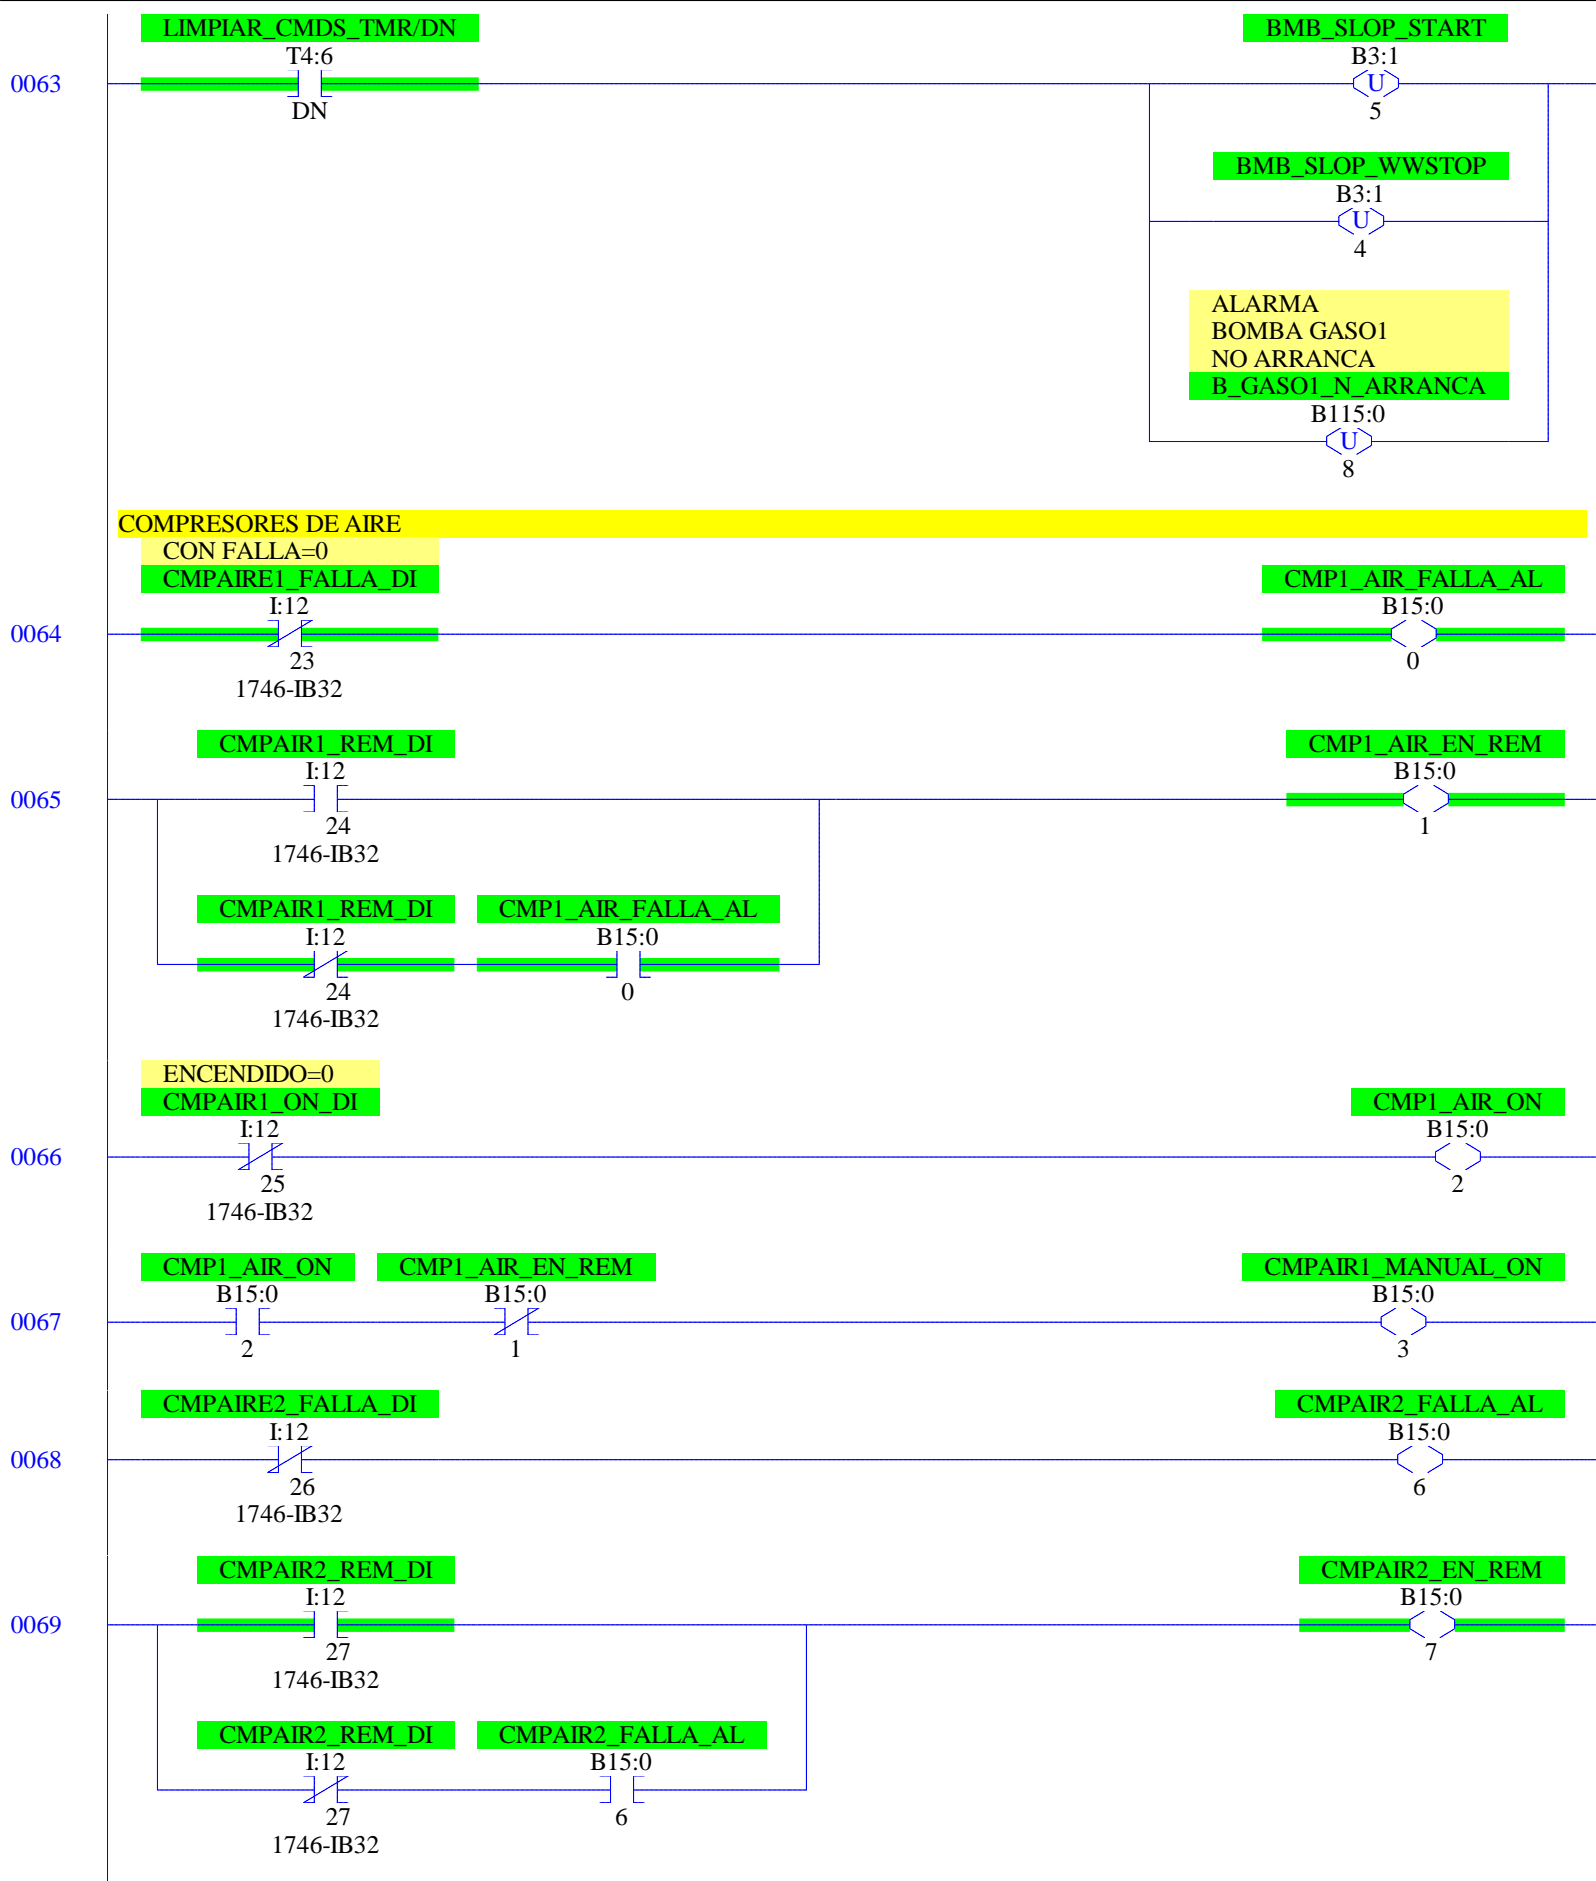 LIMPIAR_CMDS_TMR/DN
T4:6
DN
0063
BMB_SLOP_START
B3:1
U
5
BMB_SLOP_WWSTOP
B3:1
U
4
ALARMA
BOMBA GASO1
NO ARRANCA
B_GASO1_N_ARRANCA
B115:0
U
8
COMPRESORES DE AIRE
CON FALLA=0
CMPAIRE1_FALLA_DI
I:12
0064
23
1746-IB32
CMP1_AIR_FALLA_AL
B15:0
0
CMPAIR1_REM_DI
I:12
0065
24
1746-IB32
CMP1_AIR_EN_REM
B15:0
1
CMPAIR1_REM_DI
I:12
24
1746-IB32
CMP1_AIR_FALLA_AL
B15:0
0
ENCENDIDO=0
CMPAIR1_ON_DI
I:12
0066
25
1746-IB32
CMP1_AIR_ON
B15:0
2
CMP1_AIR_ON
B15:0
0067
2
CMP1_AIR_EN_REM
B15:0
1
CMPAIR1_MANUAL_ON
B15:0
3
CMPAIRE2_FALLA_DI
I:12
0068
26
1746-IB32
CMPAIR2_FALLA_AL
B15:0
6
CMPAIR2_REM_DI
I:12
0069
27
1746-IB32
CMPAIR2_EN_REM
B15:0
7
CMPAIR2_REM_DI
I:12
27
1746-IB32
CMPAIR2_FALLA_AL
B15:0
6